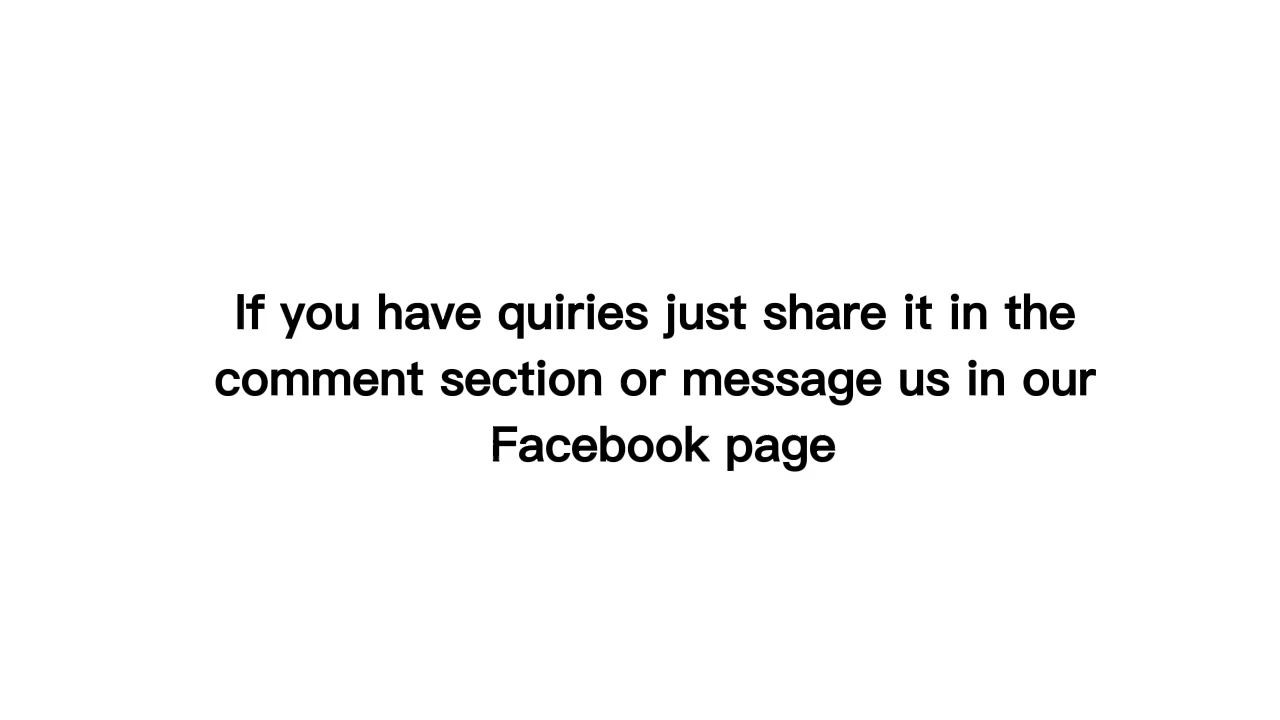 If you have quiries just share it in the
comment section or message us in our
Facebook page